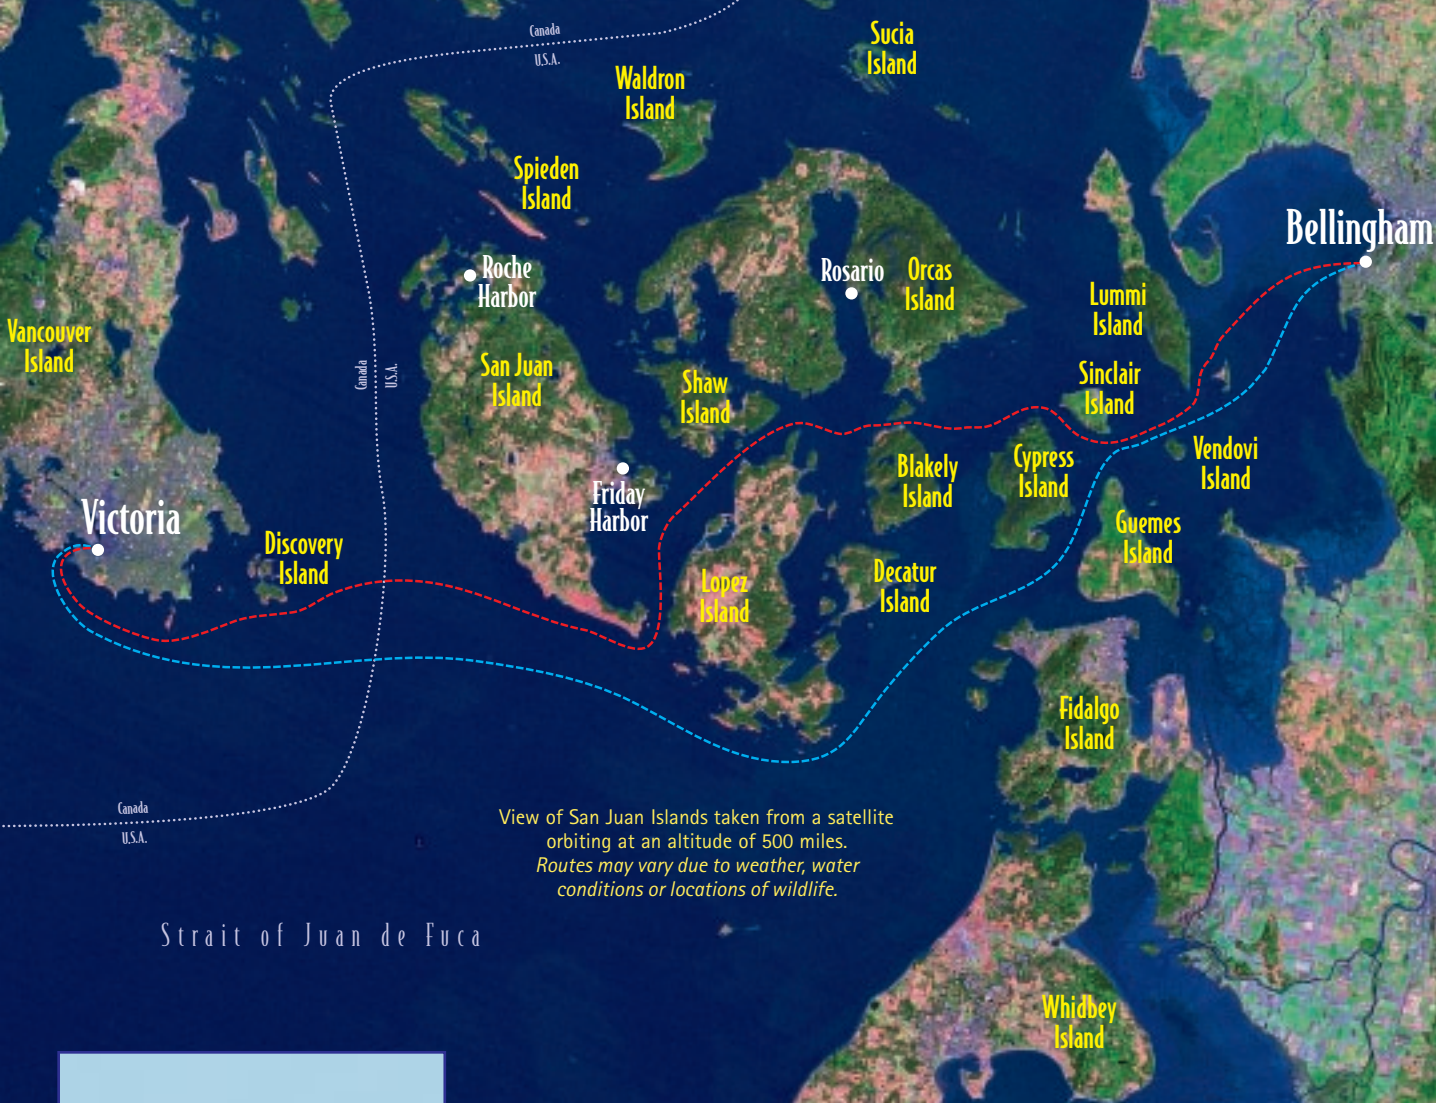 Canada
U.S.A.
Sucia
Island
Waldron
Island
Spieden
Island
Bellingham
Roche
Harbor
Rosario
Orcas
Island
Lummi
Island
Vancouver
Island
Canada
U.S.A.
San Juan
Island
Shaw
Island
Sinclair
Island
Vendovi
Island
Cypress
Island
Blakely
Island
Friday
Harbor
Victoria
Guemes
Island
Discovery
Island
Lopez
Island
Decatur
Island
Fidalgo
Island
Canada
U.S.A.
View of San Juan Islands taken from a satellite
orbiting at an altitude of 500 miles.
Routes may vary due to weather, water
conditions or locations of wildlife.
Strait of Juan de Fuca
Whidbey
Island